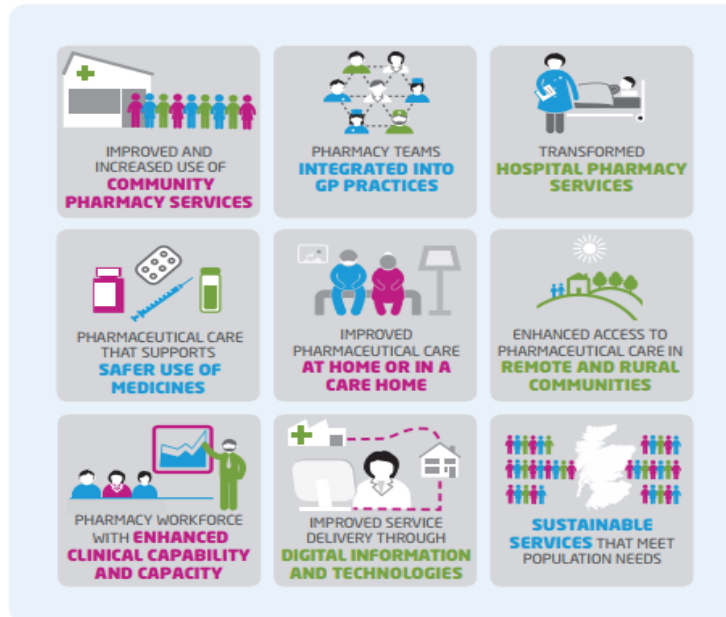 IMPROVED AND
INCREASED USE OF
COMMUNITY
PHARMACY SERVICES
PHARMACY TEAMS
INTEGRATED INTO
GP PRACTICES
TRANSFORMED
HOSPITAL PHARMACY
SERVICES
PHARMACEUTICAL CARE
THAT SUPPORTS
SAFER USE OF
MEDICINES
IMPROVED
PHARMACEUTICAL CARE
AT HOME OR IN A
CARE HOME
ENHANCED ACCESS TO
PHARMACEUTICAL CARE IN
REMOTE AND RURAL
COMMUNITIES
PHARMACY WORKFORCE
WITH ENHANCED
CLINICAL CAPABILITY
AND CAPACITY
IMPROVED SERVICE
DELIVERY THROUGH
DIGITAL INFORMATION
AND TECHNOLOGIES
SUSTAINABLE
SERVICES THAT MEET
POPULATION NEEDS